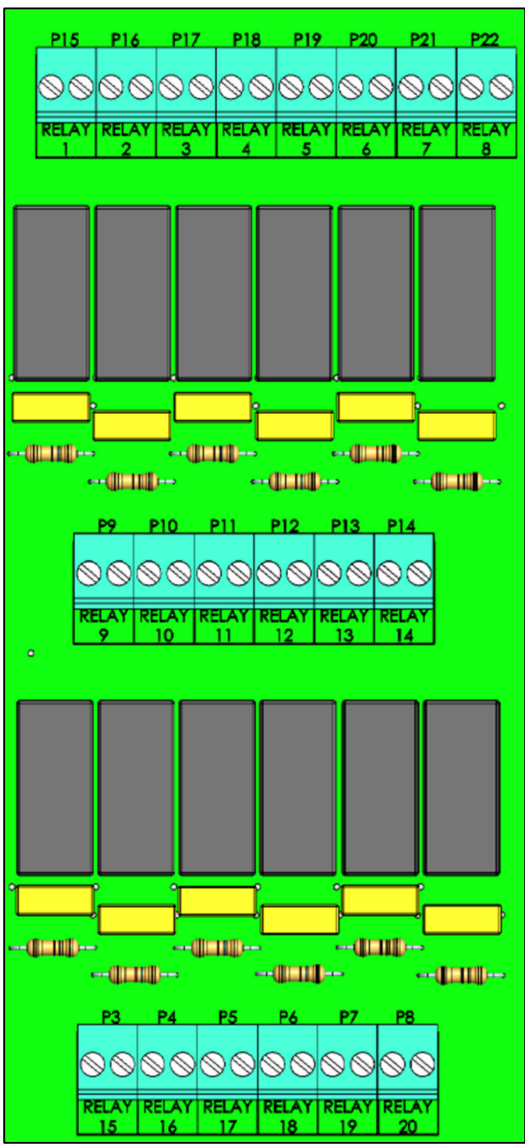 P15 P16 P17 P18 P19 P20 P21 P22
RELAY RELAY RELAY RELAY RELAY RELAY RELAY RELAY
1 2 3 4 5 6 7 8
P9 P10 P11 P12 P13 P14
RELAY RELAY RELAY RELAY RELAY RELAY
9 10 11 12 13 14
P3 P4 P5 P6 P7 P8
RELAY RELAY RELAY RELAY RELAY RELAY
15 16 17 18 19 20